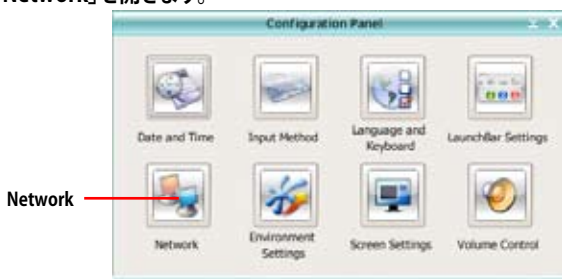 Network」を開きます。
Configuration Panel
Date and Time
Input Method
Language and
Keyboard
LaunchBar Settings
Network
Network
Environment
Settings
Screen Settings
Volume Control